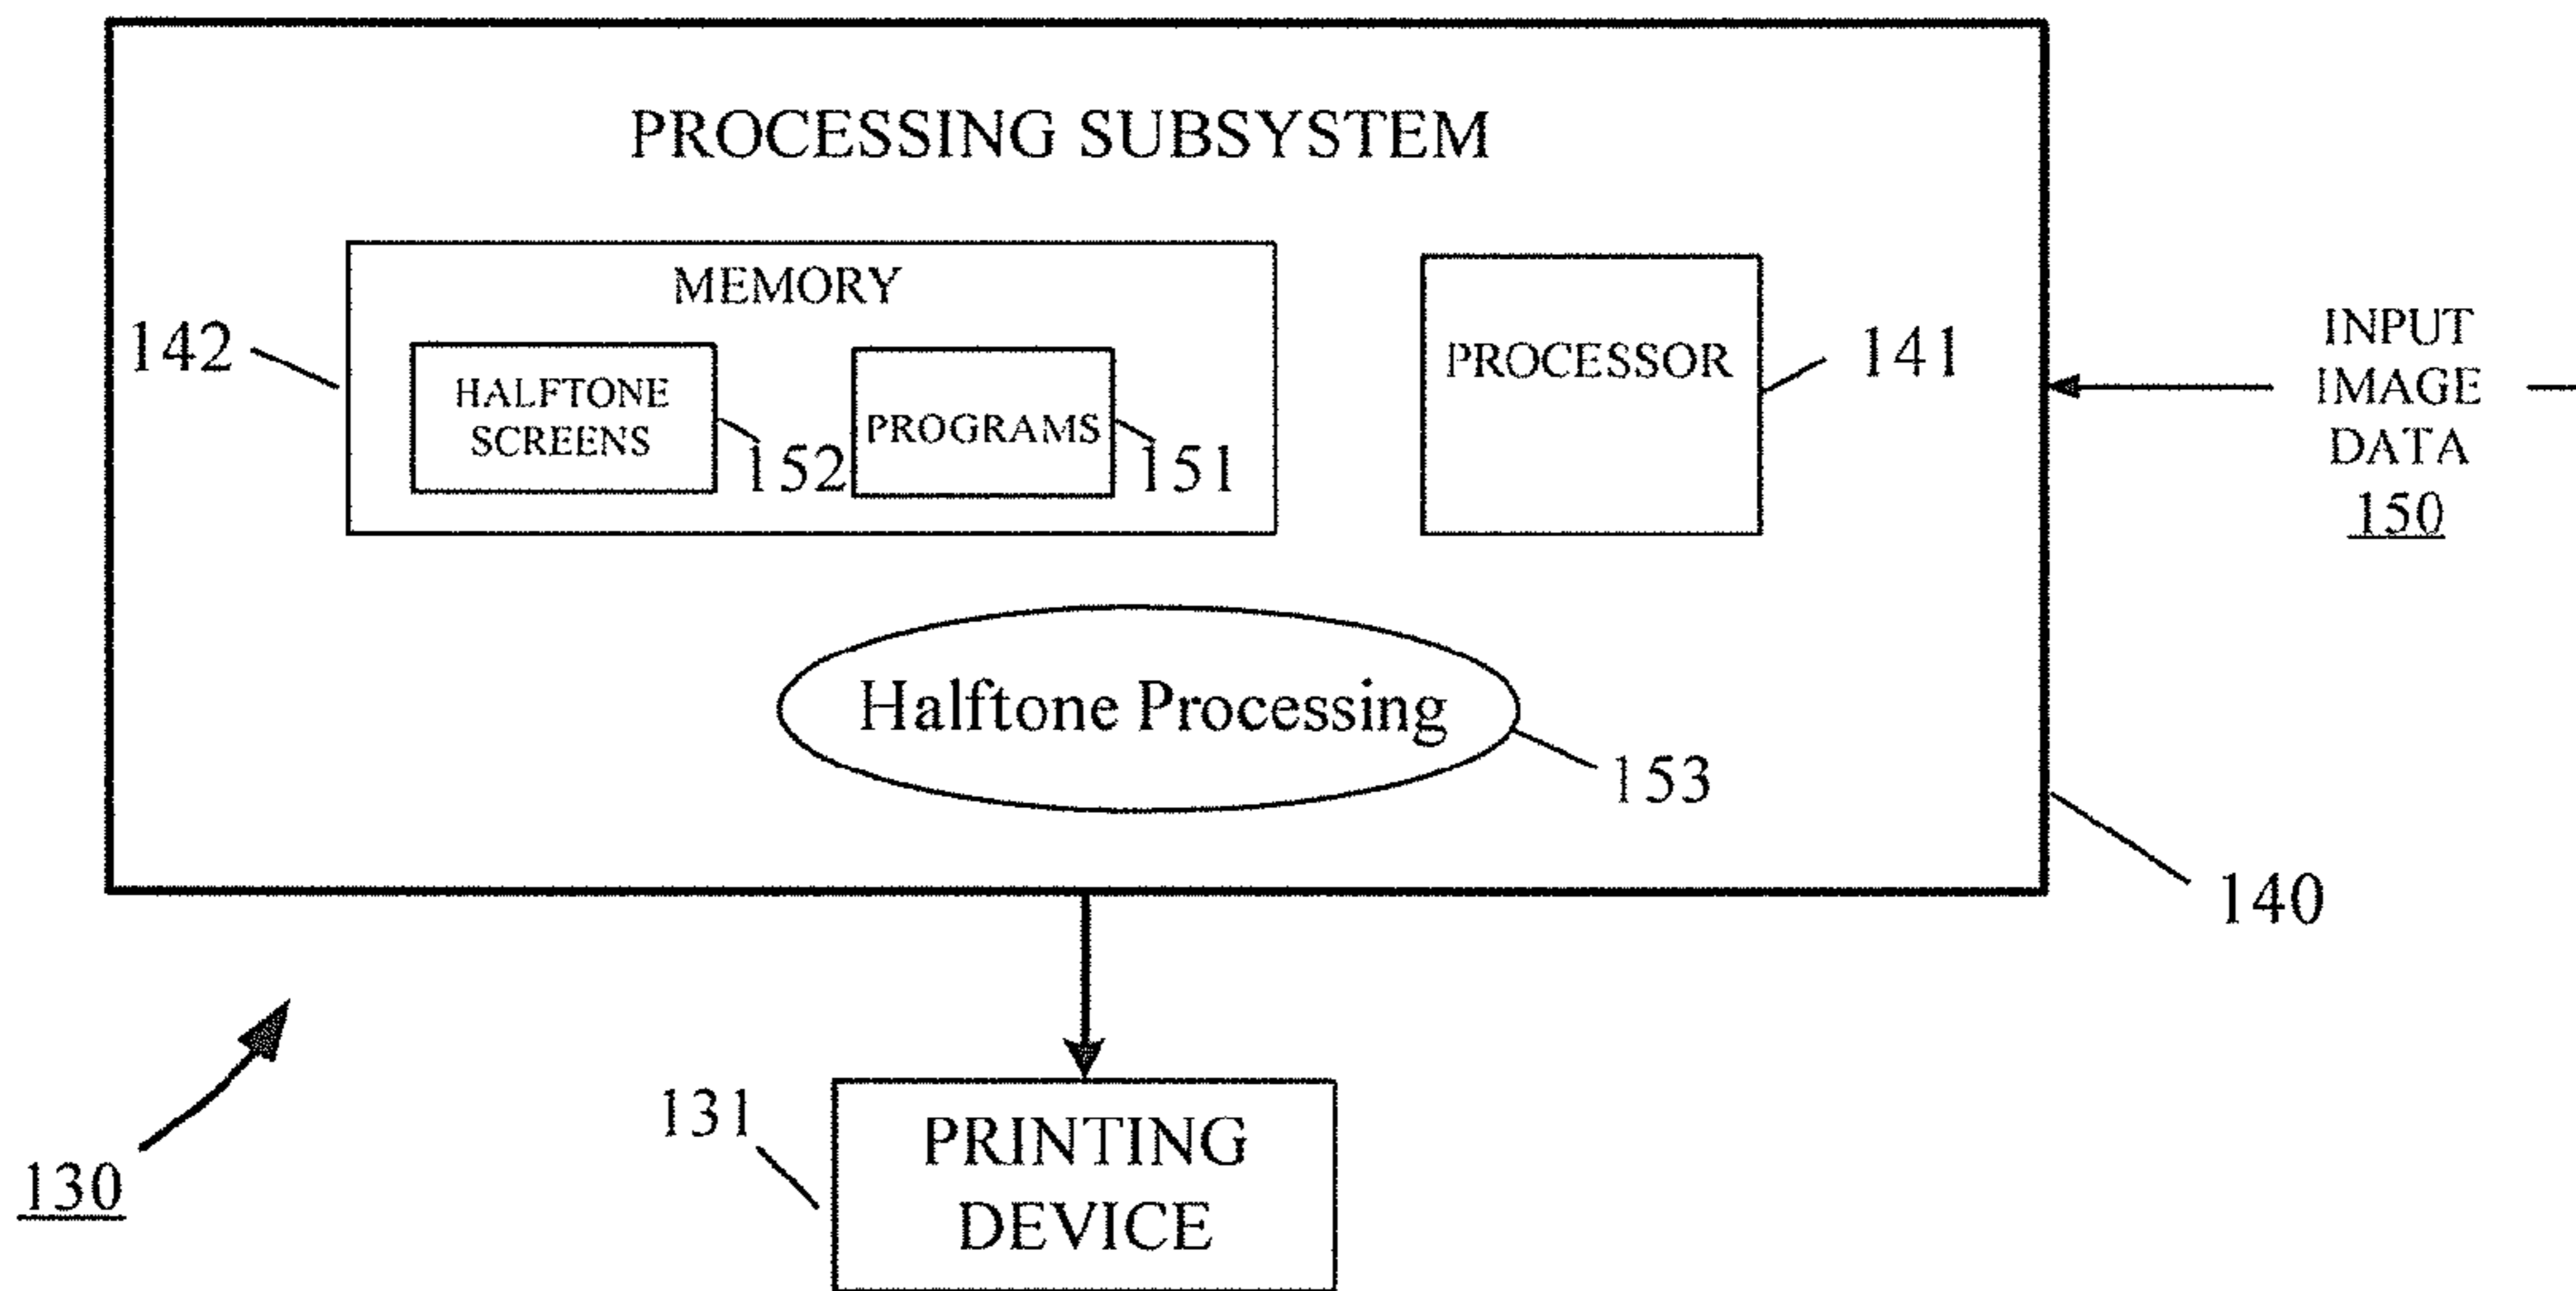 PROCESSING SUBSYSTEM
MEMORY
142
HALFTONE
SCREENS
152
PROGRAMS
151
PROCESSOR
141
INPUT
IMAGE
DATA
150
Halftone Processing
153
140
130
131
PRINTING
DEVICE